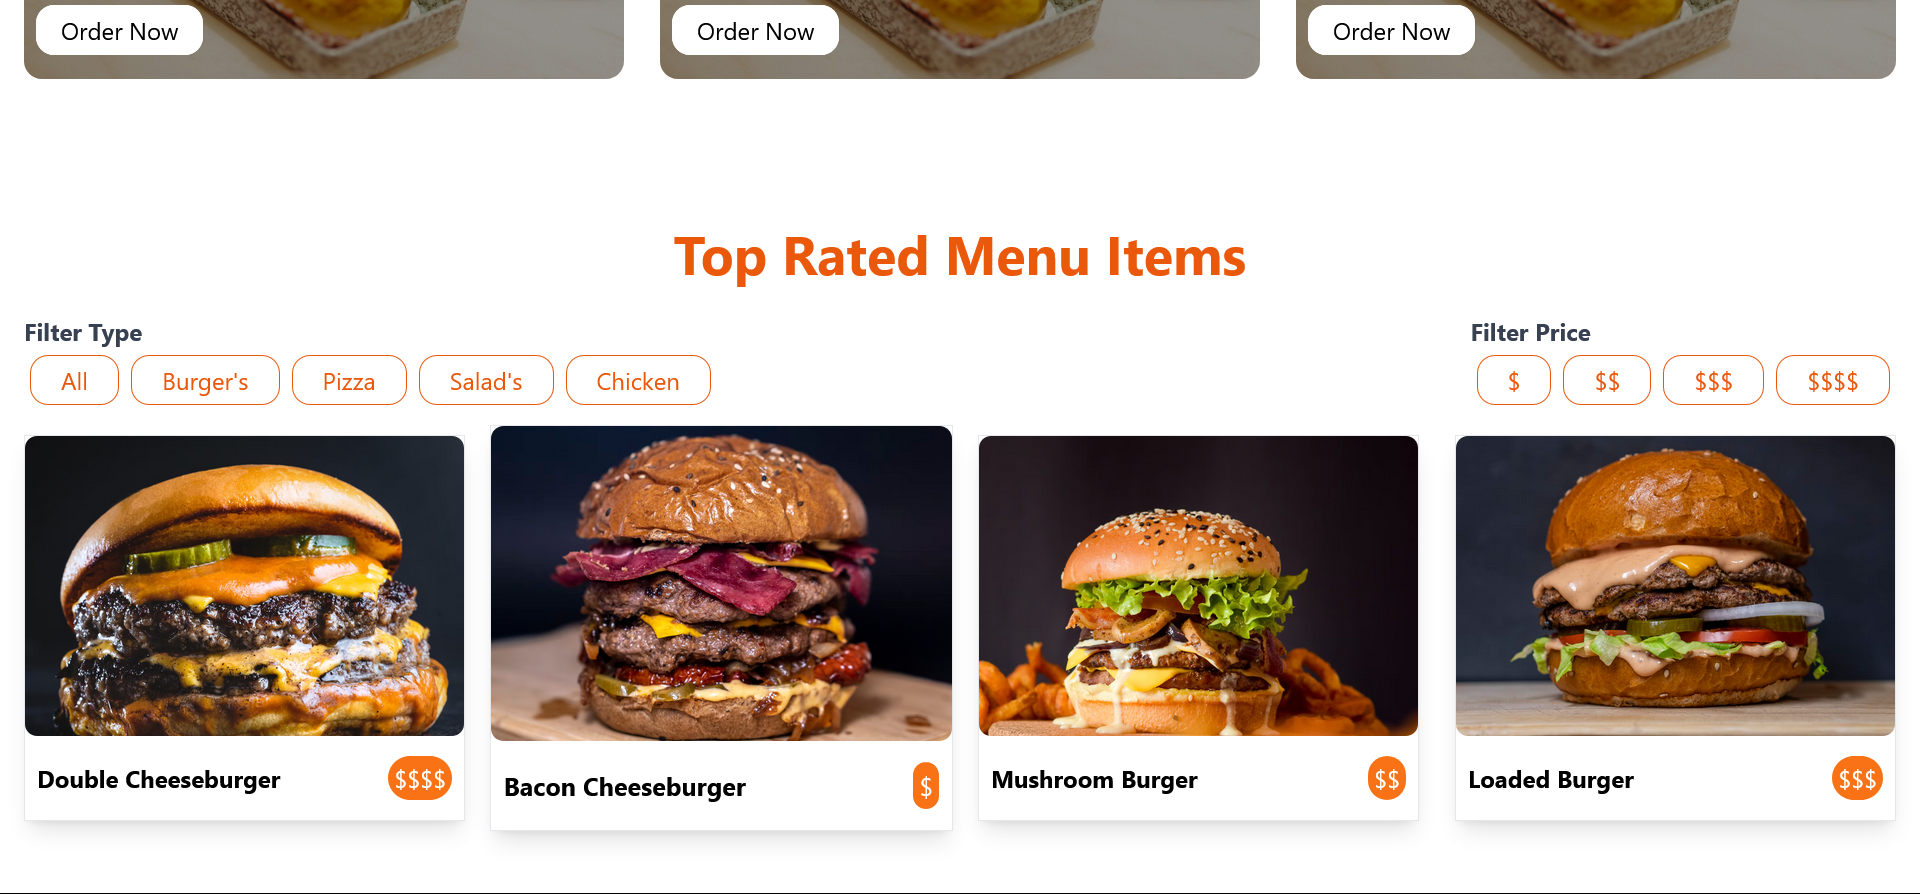 Order Now Order Now Order Now
Top Rated Menu Items
Filter Type Filter Price
All Burger's Pizza Salad's Chicken $ $$ $$$ $$$$
Double Cheeseburger $$$$ Bacon Cheeseburger $ Mushroom Burger $$ Loaded Burger $$$